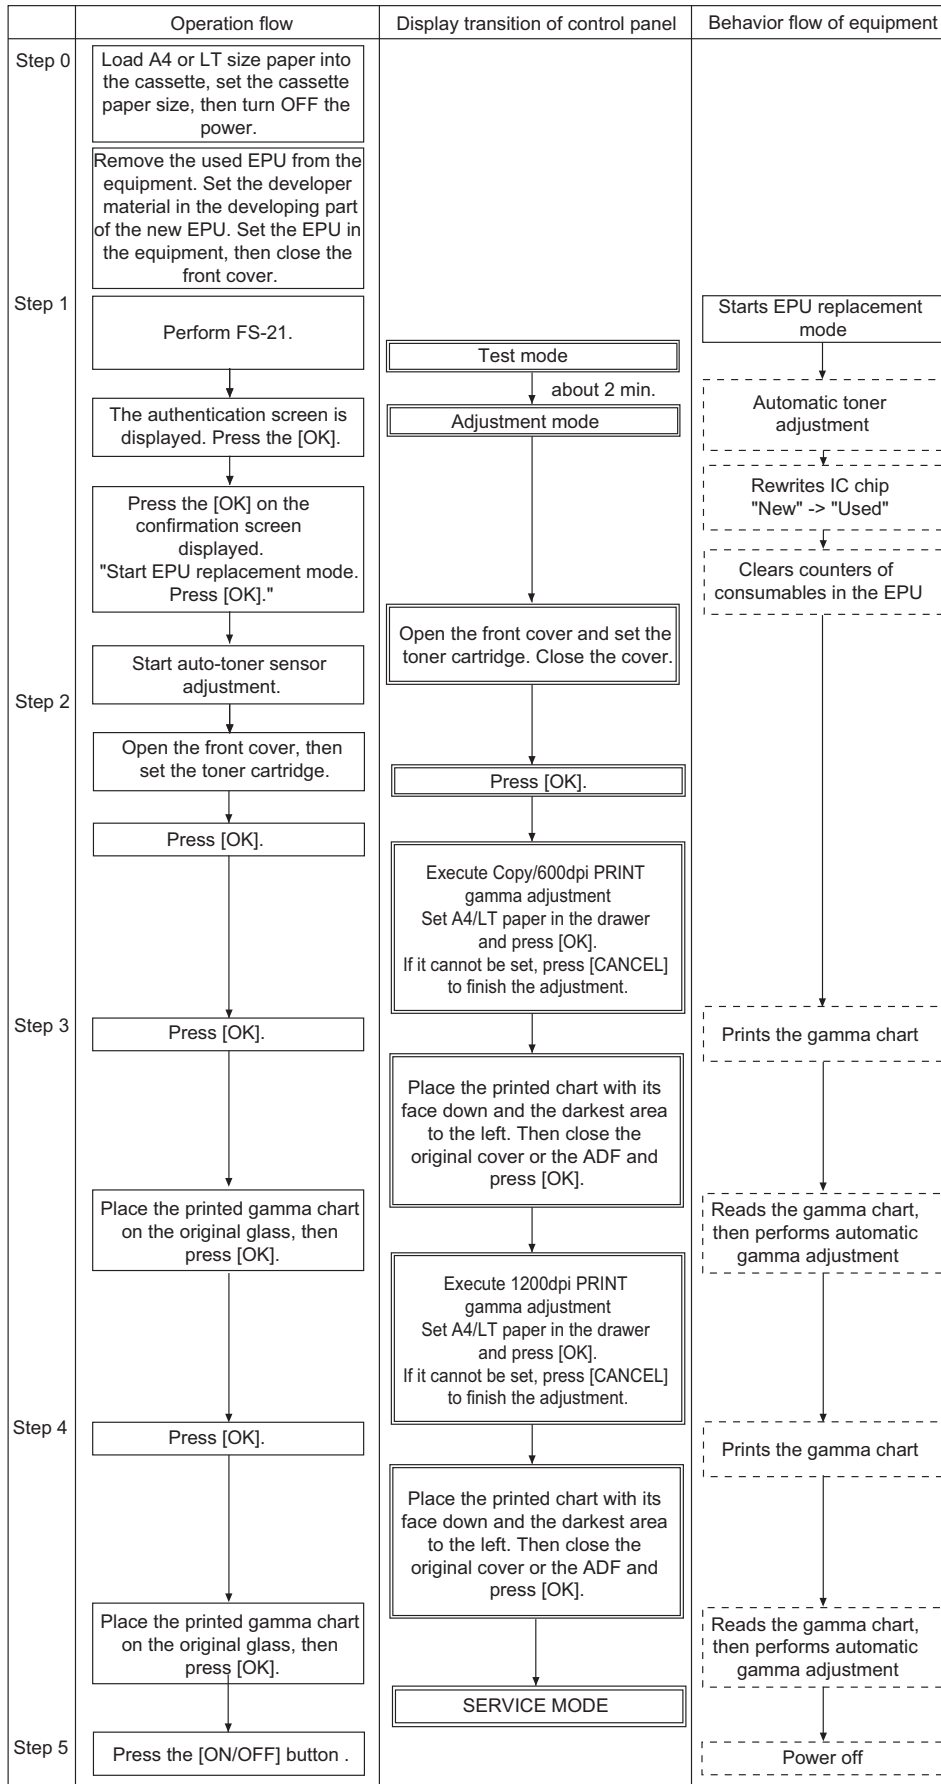 Operation flow
Display transition of control panel
Behavior flow of equipment
Step 0
Load A4 or LT size paper into
the cassette, set the cassette
paper size, then turn OFF the
power.
Remove the used EPU from the
equipment. Set the developer
material in the developing part
of the new EPU. Set the EPU in
the equipment, then close the
front cover.
Step 1
Perform FS-21.
The authentication screen is
displayed. Press the [OK].
Press the [OK] on the
confirmation screen
displayed.
"Start EPU replacement mode.
Press [OK]."
Start auto-toner sensor
adjustment.
Step 2
Open the front cover, then
set the toner cartridge.
Press [OK].
Step 3
Press [OK].
Place the printed gamma chart
on the original glass, then
press [OK].
Step 4
Press [OK].
Place the printed gamma chart
on the original glass, then
press [OK].
Step 5
Press the [ON/OFF] button .
Test mode
about 2 min.
Adjustment mode
Open the front cover and set the
toner cartridge. Close the cover.
Press [OK].
Execute Copy/600dpi PRINT
gamma adjustment
Set A4/LT paper in the drawer
and press [OK].
If it cannot be set, press [CANCEL]
to finish the adjustment.
Place the printed chart with its
face down and the darkest area
to the left. Then close the
original cover or the ADF and
press [OK].
Execute 1200dpi PRINT
gamma adjustment
Set A4/LT paper in the drawer
and press [OK].
If it cannot be set, press [CANCEL]
to finish the adjustment.
Place the printed chart with its
face down and the darkest area
to the left. Then close the
original cover or the ADF and
press [OK].
SERVICE MODE
Starts EPU replacement
mode
Automatic toner
adjustment
Rewrites IC chip
"New" -> "Used"
Clears counters of
consumables in the EPU
Prints the gamma chart
Reads the gamma chart,
then performs automatic
gamma adjustment
Prints the gamma chart
Reads the gamma chart,
then performs automatic
gamma adjustment
Power off